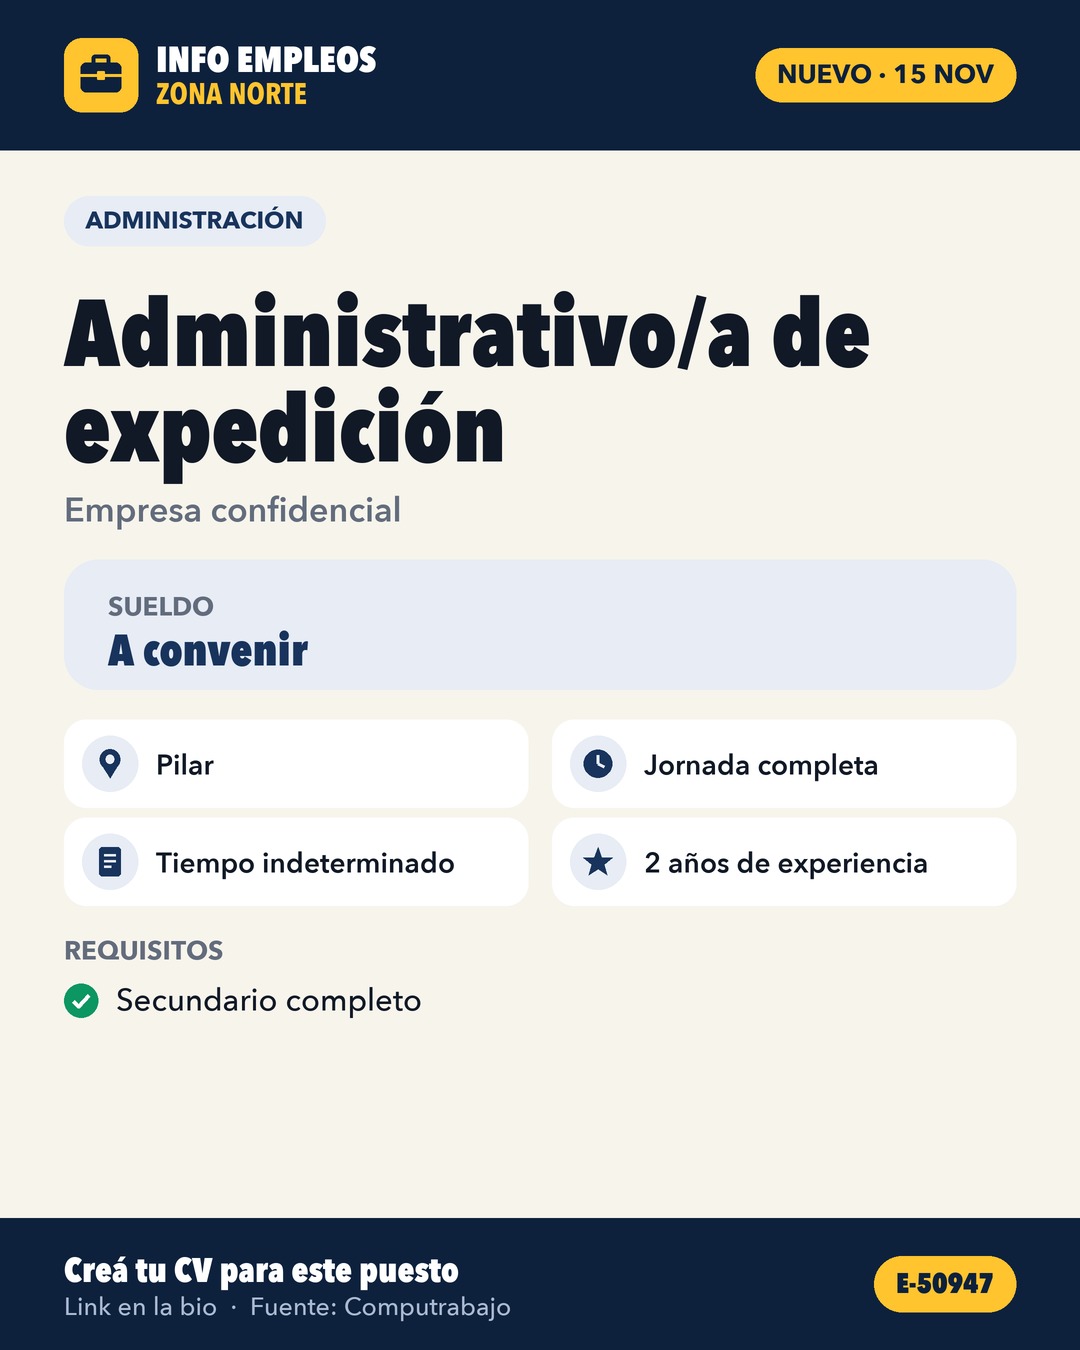 INFO EMPLEOS
ZONA NORTE
NUEVO · 15 NOV
ADMINISTRACIÓN
Administrativo/a de
expedición
Empresa confidencial
SUELDO
A convenir
Pilar
Jornada completa
Tiempo indeterminado
2 años de experiencia
REQUISITOS
Secundario completo
Creá tu CV para este puesto
Link en la bio · Fuente: Computrabajo
E-50947